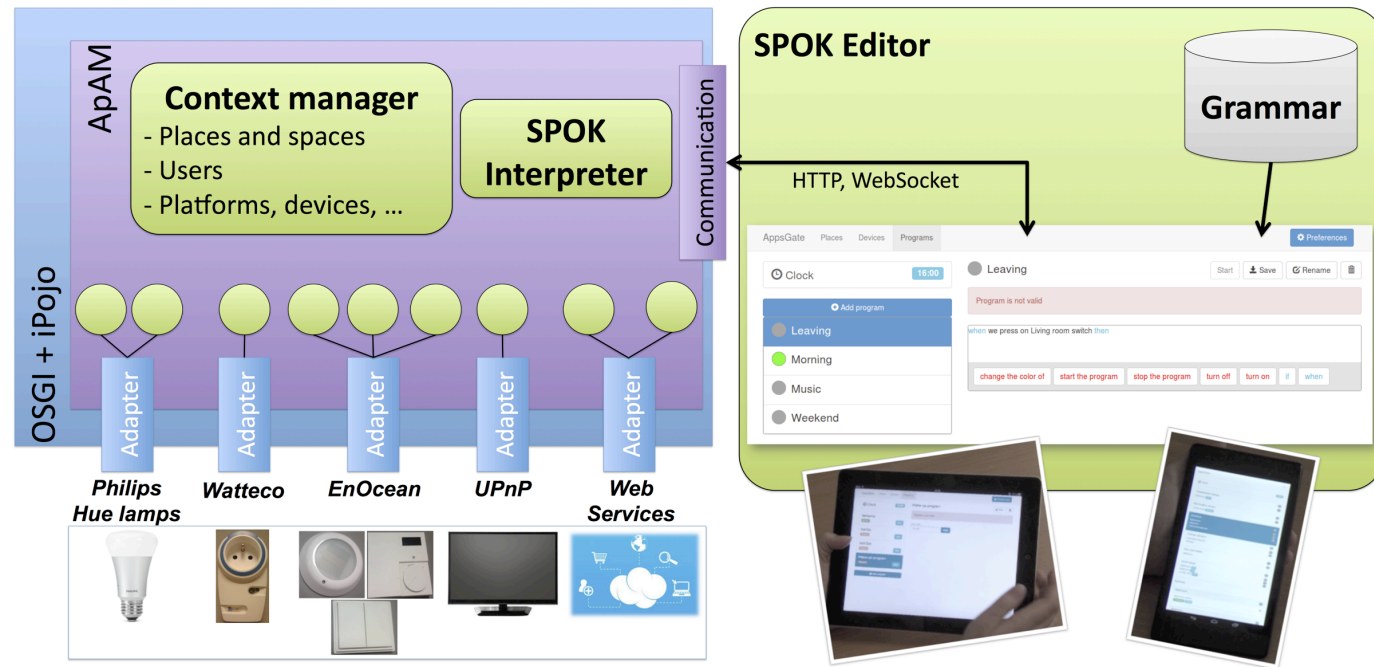 OSGI + iPojo
ApAM
Context manager
- Places and spaces
- Users
- Platforms, devices, ...
SPOK
Interpreter
Communication
Adapter
Adapter
Adapter
Adapter
Adapter
Philips
Hue lamps
Watteco
EnOcean
UPnP
Web
Services
SPOK Editor
Grammar
HTTP, WebSocket
AppsGate Places Devices Programs Preferences
Clock 16:00
Add program
Leaving
Morning
Music
Weekend
Leaving Start Save Rename
Program is not valid
when we press on Living room switch then
change the color of start the program stop the program turn off turn on if when